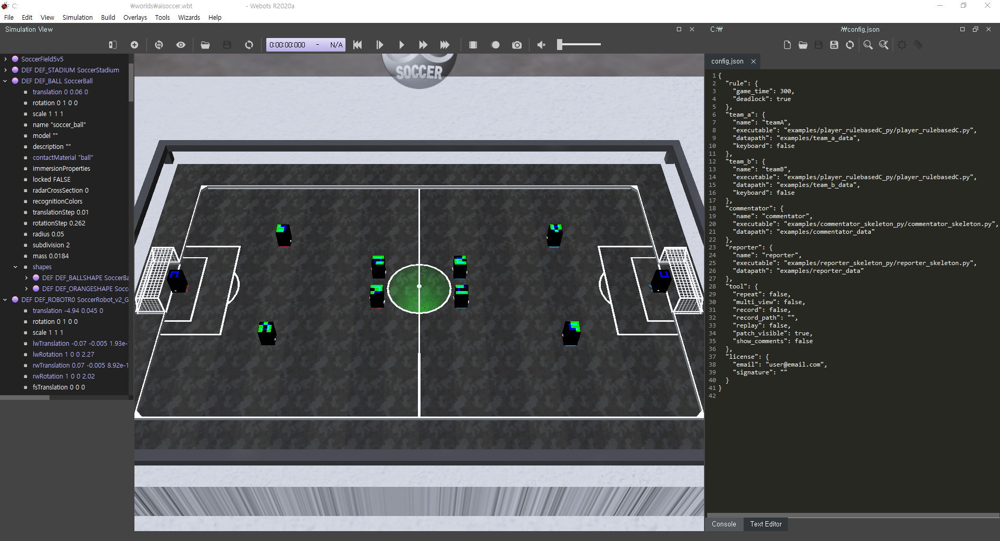 C:
₩worlds₩aisoccer.wbt
- Webots R2020a
File Edit View Simulation Build Overlays Tools Wizards Help
Simulation View
0:00:00:000 - N/A
SoccerField5v5
DEF DEF_STADIUM SoccerStadium
DEF DEF_BALL SoccerBall
translation 0 0.06 0
rotation 0 1 0 0
scale 1 1 1
name "soccer_ball"
model ""
description ""
contactMaterial "ball"
immersionProperties
locked FALSE
radarCrossSection 0
recognitionColors
translationStep 0.01
rotationStep 0.262
radius 0.05
subdivision 2
mass 0.0184
shapes
DEF DEF_BALLSHAPE SoccerBa
DEF DEF_ORANGESHAPE Socc
DEF DEF_ROBOTR0 SoccerRobot_v2_G
translation -4.94 0.045 0
rotation 0 1 0 0
scale 1 1 1
lwTranslation -0.07 -0.005 1.93e-
lwRotation 1 0 0 2.27
rwTranslation 0.07 -0.005 8.92e-1
rwRotation 1 0 0 2.02
fsTranslation 0 0 0
SOCCER
C:₩
₩config.json
config.json
1 {
2 "rule": {
3 "game_time": 300,
4 "deadlock": true
5 },
6 "team_a": {
7 "name": "teamA",
8 "executable": "examples/player_rulebasedC_py/player_rulebasedC.py",
9 "datapath": "examples/team_a_data",
10 "keyboard": false
11 },
12 "team_b": {
13 "name": "teamB",
14 "executable": "examples/player_rulebasedC_py/player_rulebasedC.py",
15 "datapath": "examples/team_b_data",
16 "keyboard": false
17 },
18 "commentator": {
19 "name": "commentator",
20 "executable": "examples/commentator_skeleton_py/commentator_skeleton.py",
21 "datapath": "examples/commentator_data"
22 },
23 "reporter": {
24 "name": "reporter",
25 "executable": "examples/reporter_skeleton_py/reporter_skeleton.py",
26 "datapath": "examples/reporter_data"
27 },
28 "tool": {
29 "repeat": false,
30 "multi_view": false,
31 "record": false,
32 "record_path": "",
33 "replay": false,
34 "patch_visible": true,
35 "show_comments": false
36 },
37 "license": {
38 "email": "user@email.com",
39 "signature": ""
40 }
41 }
42
Console Text Editor